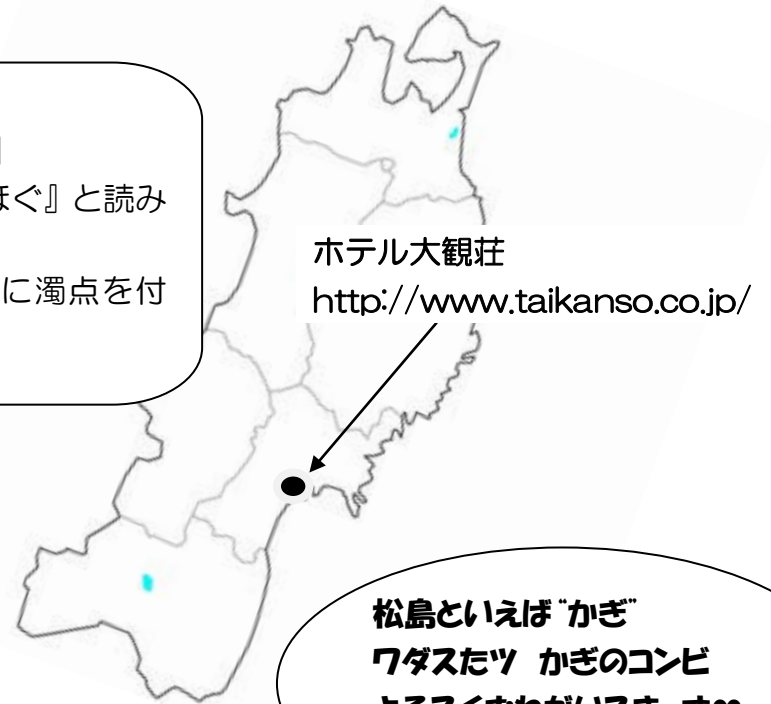 ほぐ』と読み
に濁点を付
ホテル大観荘
http://www.taikanso.co.jp/
松島といえば“かぎ”
ワダスたツ　かぎのコンビ